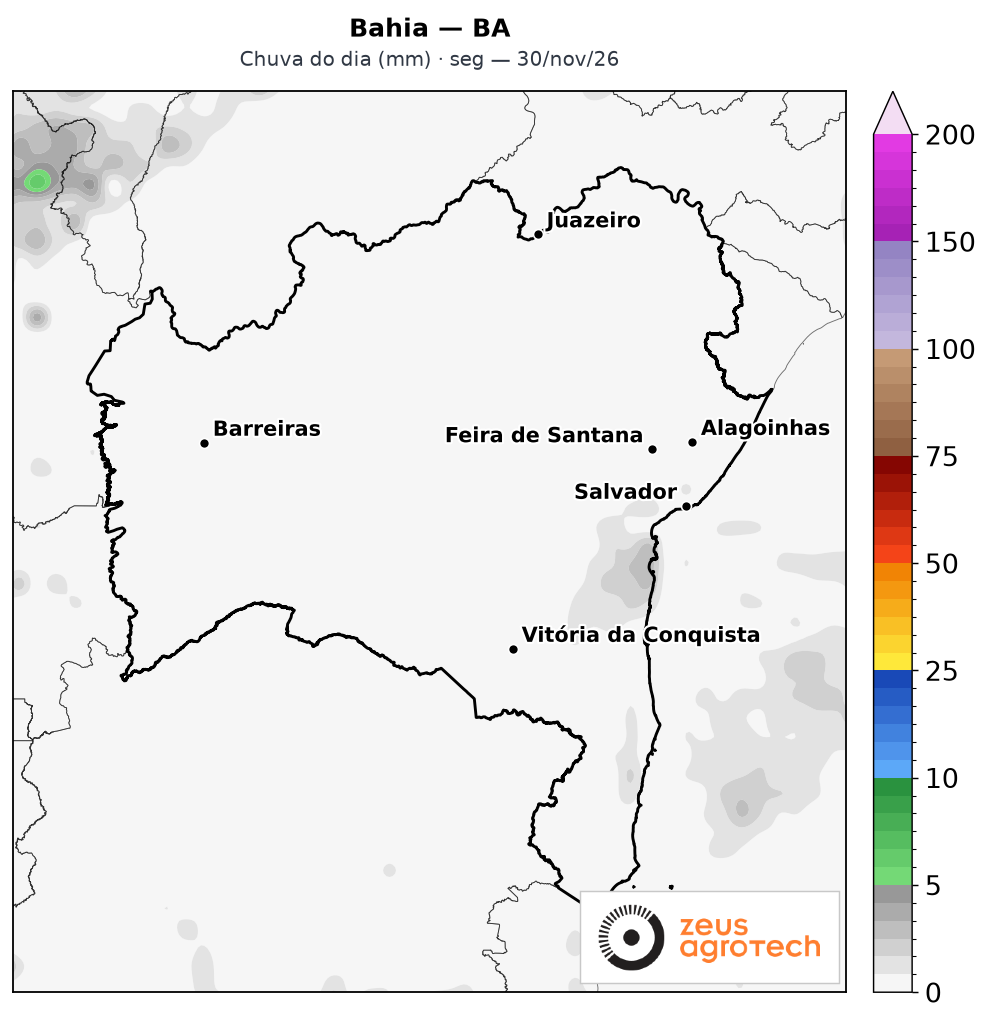 Bahia — BA
Chuva do dia (mm) · seg — 30/nov/26
Juazeiro
Barreiras
Feira de Santana
Alagoinhas
Salvador
Vitória da Conquista
200
150
100
75
50
25
10
5
0
zeus
agrotech